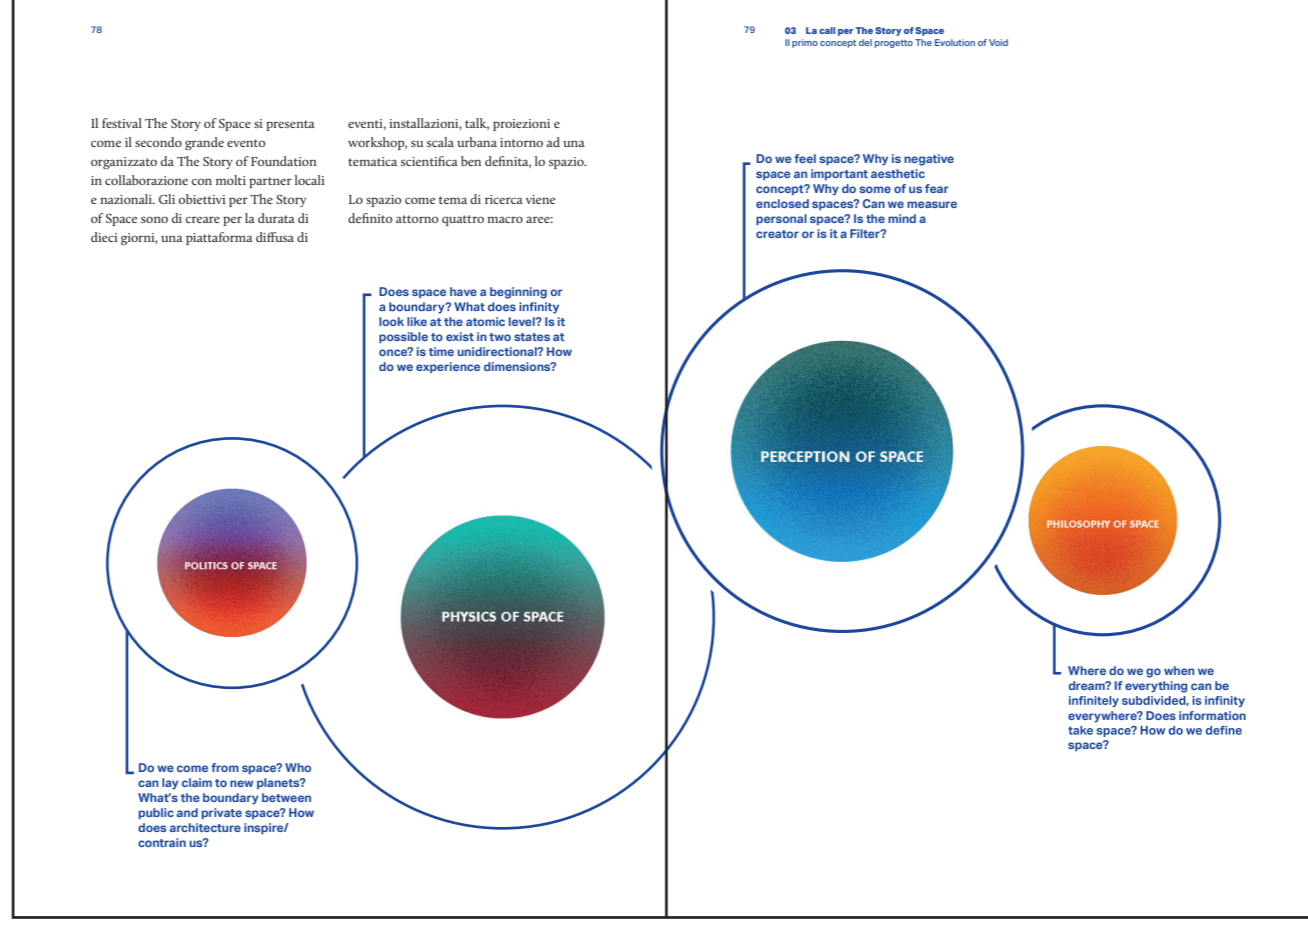 78
Il festival The Story of Space si presenta
come il secondo grande evento
organizzato da The Story of Foundation
in collaborazione con molti partner locali
e nazionali. Gli obiettivi per The Story
of Space sono di creare per la durata di
dieci giorni, una piattaforma diffusa di
eventi, installazioni, talk, proiezioni e
workshop, su scala urbana intorno ad una
tematica scientifica ben definita, lo spazio.
Lo spazio come tema di ricerca viene
definito attorno quattro macro aree:
Does space have a beginning or
a boundary? What does infinity
look like at the atomic level? Is it
possible to exist in two states at
once? is time unidirectional? How
do we experience dimensions?
POLITICS OF SPACE
PHYSICS OF SPACE
Do we come from space? Who
can lay claim to new planets?
What's the boundary between
public and private space? How
does architecture inspire/
contrain us?
79
03 La call per The Story of Space
Il primo concept del progetto The Evolution of Void
Do we feel space? Why is negative
space an important aesthetic
concept? Why do some of us fear
enclosed spaces? Can we measure
personal space? Is the mind a
creator or is it a Filter?
PERCEPTION OF SPACE
PHILOSOPHY OF SPACE
Where do we go when we
dream? If everything can be
infinitely subdivided, is infinity
everywhere? Does information
take space? How do we define
space?